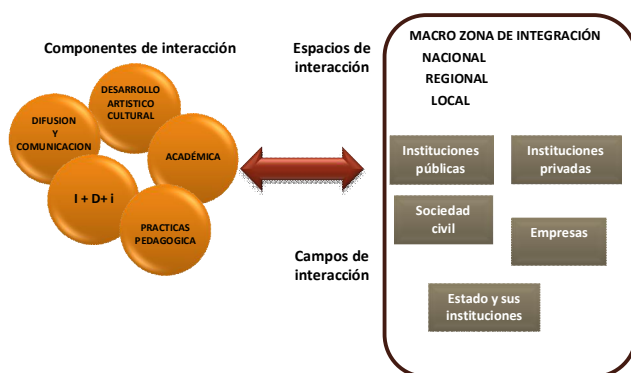 Componentes de interacción
DESARROLLO
ARTISTICO
CULTURAL
DIFUSION
Y
COMUNICACION
ACADÉMICA
I + D+ i
PRACTICAS
PEDAGOGICA
Espacios de
interacción
Campos de
interacción
MACRO ZONA DE INTEGRACIÓN
NACIONAL
REGIONAL
LOCAL
Instituciones
públicas
Instituciones
privadas
Sociedad
civil
Empresas
Estado y sus
instituciones